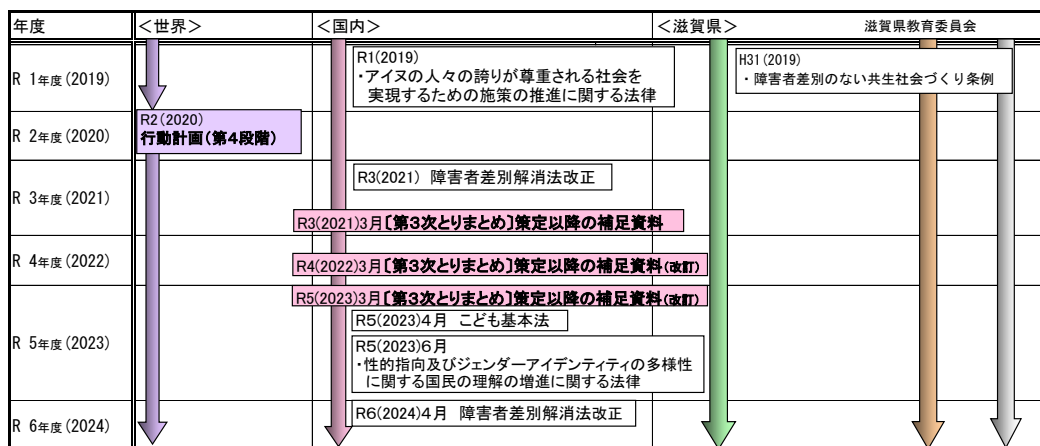 年度 <世界> <国内> <滋賀県> 滋賀県教育委員会
R 1年度(2019)
R1(2019)
・アイヌの人々の誇りが尊重される社会を
実現するための施策の推進に関する法律
H31(2019)
・障害者差別のない共生社会づくり条例
R 2年度(2020)
R2(2020)
行動計画(第4段階)
R 3年度(2021)
R3(2021) 障害者差別解消法改正
R3(2021)3月〔第3次とりまとめ〕策定以降の補足資料
R 4年度(2022)
R4(2022)3月〔第3次とりまとめ〕策定以降の補足資料(改訂)
R5(2023)3月〔第3次とりまとめ〕策定以降の補足資料(改訂)
R 5年度(2023)
R5(2023)4月 こども基本法
R5(2023)6月
・性的指向及びジェンダーアイデンティティの多様性
に関する国民の理解の増進に関する法律
R 6年度(2024)
R6(2024)4月 障害者差別解消法改正